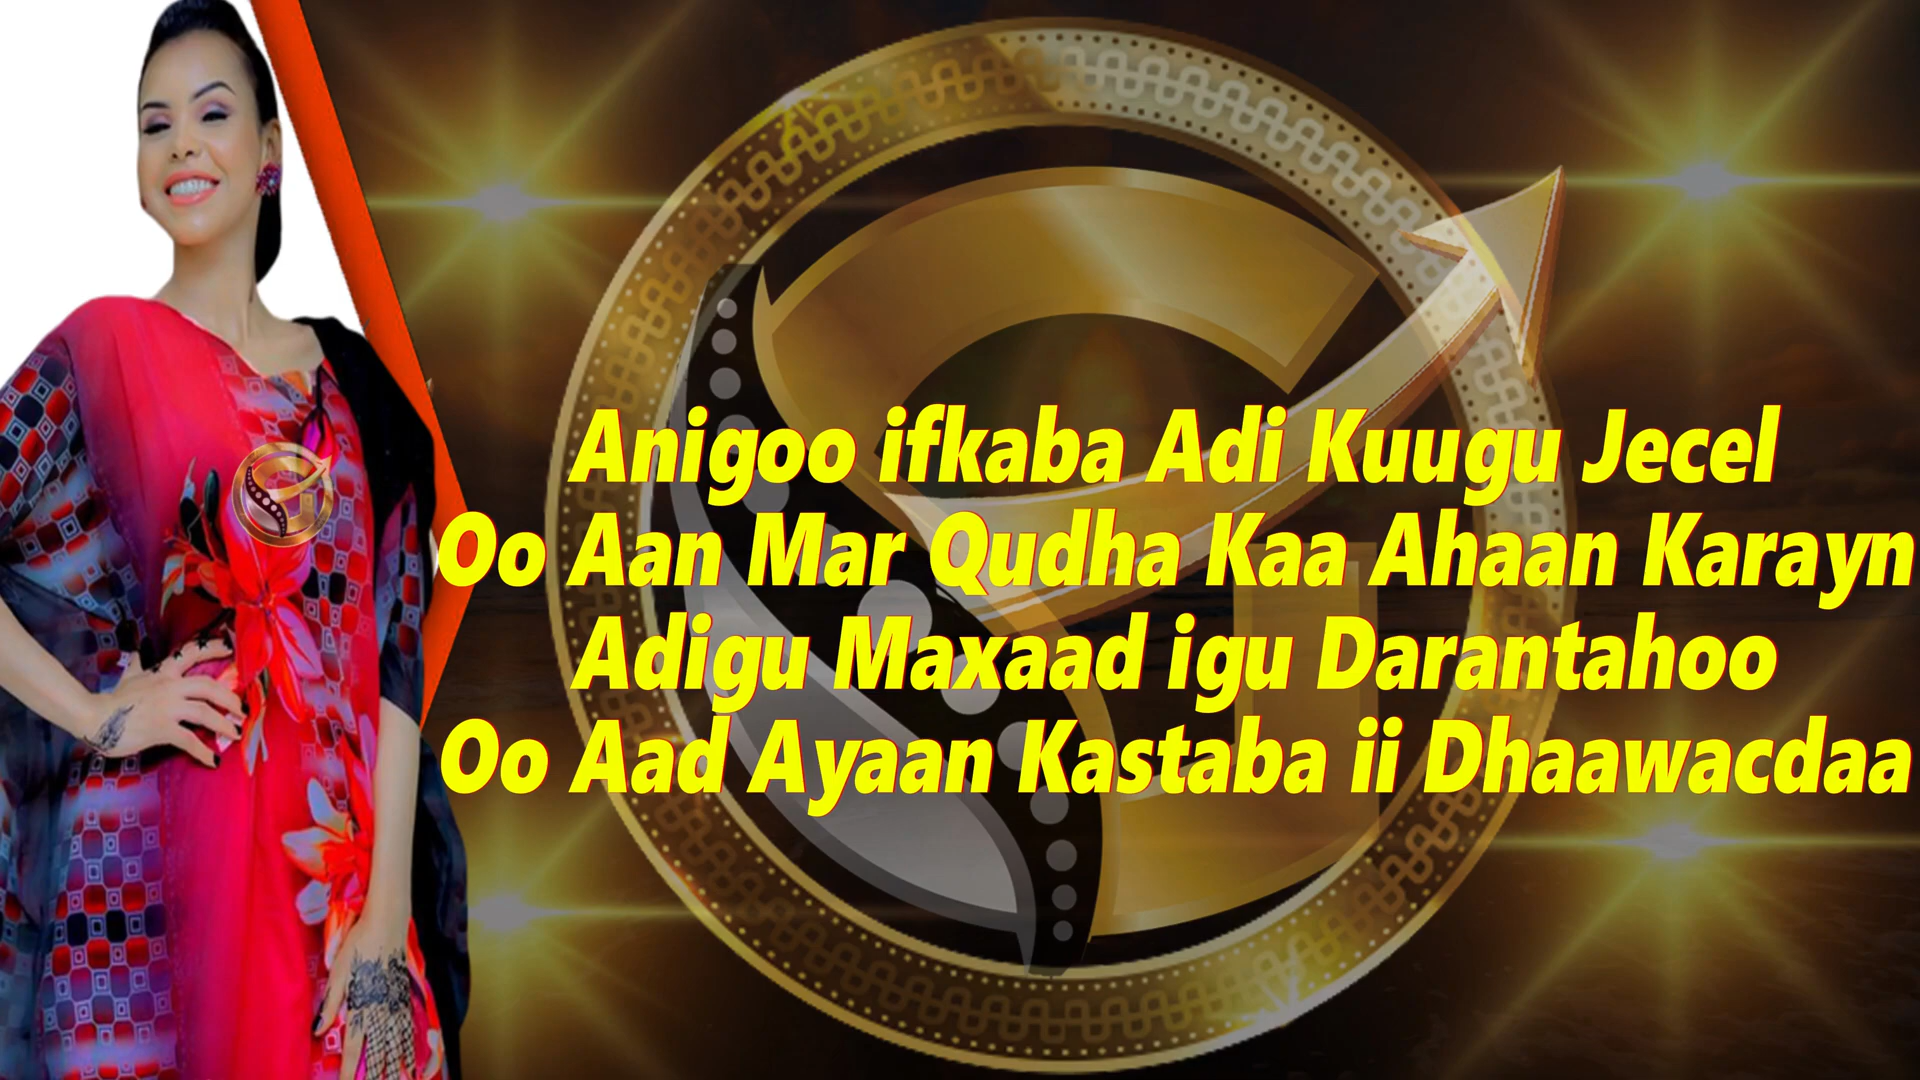 Anigoo ifkaba Adi Kuugu Jecel
Oo Aan Mar Qudha Kaa Ahaan Karayn
Adigu Maxaad igu Darantahoo
Oo Aad Ayaan Kastaba ii Dhaawacdaa